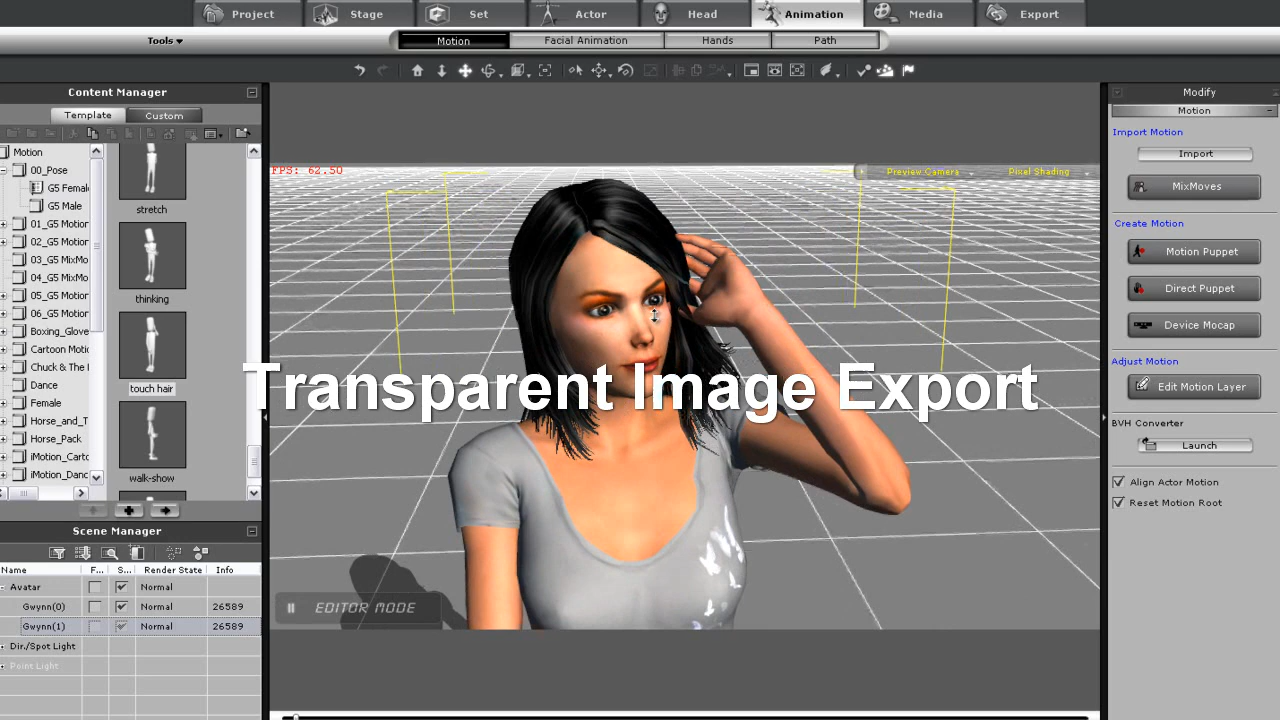 Project Stage Set Actor Head Animation Media Export
Tools
Motion Facial Animation Hands Path
Content Manager
Template Custom
Motion
00_Pose
G5 Femal
G5 Male
01_G5 Motion
02_G5 Motior
03_G5 MixMo
04_G5 MixMo
05_G5 Motior
06_G5 Motior
Boxing_Glove
Cartoon Motic
Chuck & The I
Dance
Female
Horse_and_T
Horse_Pack
iMotion_Cartc
iMotion_Danc
stretch
thinking
touch hair
walk-show
Scene Manager
Name F... S... Render State Info
Avatar Normal
Gwynn(0) Normal 26589
Gwynn(1) Normal 26589
Dir./Spot Light
Point Light
FPS: 62.50
Preview Camera Pixel Shading
Transparent Image Export
EDITOR MODE
Modify
Motion
Import Motion
Import
MixMoves
Create Motion
Motion Puppet
Direct Puppet
Device Mocap
Adjust Motion
Edit Motion Layer
BVH Converter
Launch
Align Actor Motion
Reset Motion Root